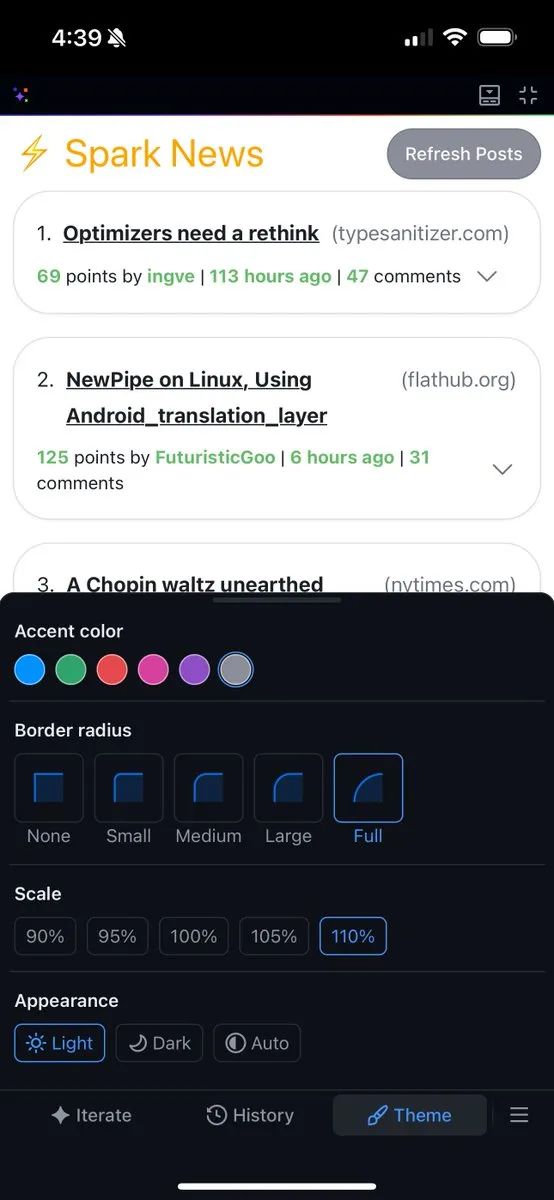 4:39
⚡ Spark News
Refresh Posts
1. Optimizers need a rethink (typesanitizer.com)
69 points by ingve | 113 hours ago | 47 comments
2. NewPipe on Linux, Using (flathub.org)
Android_translation_layer
125 points by FuturisticGoo | 6 hours ago | 31
comments
3. A Chopin waltz unearthed (nytimes.com)
Accent color
Border radius
None Small Medium Large Full
Scale
90% 95% 100% 105% 110%
Appearance
Light Dark Auto
Iterate History Theme